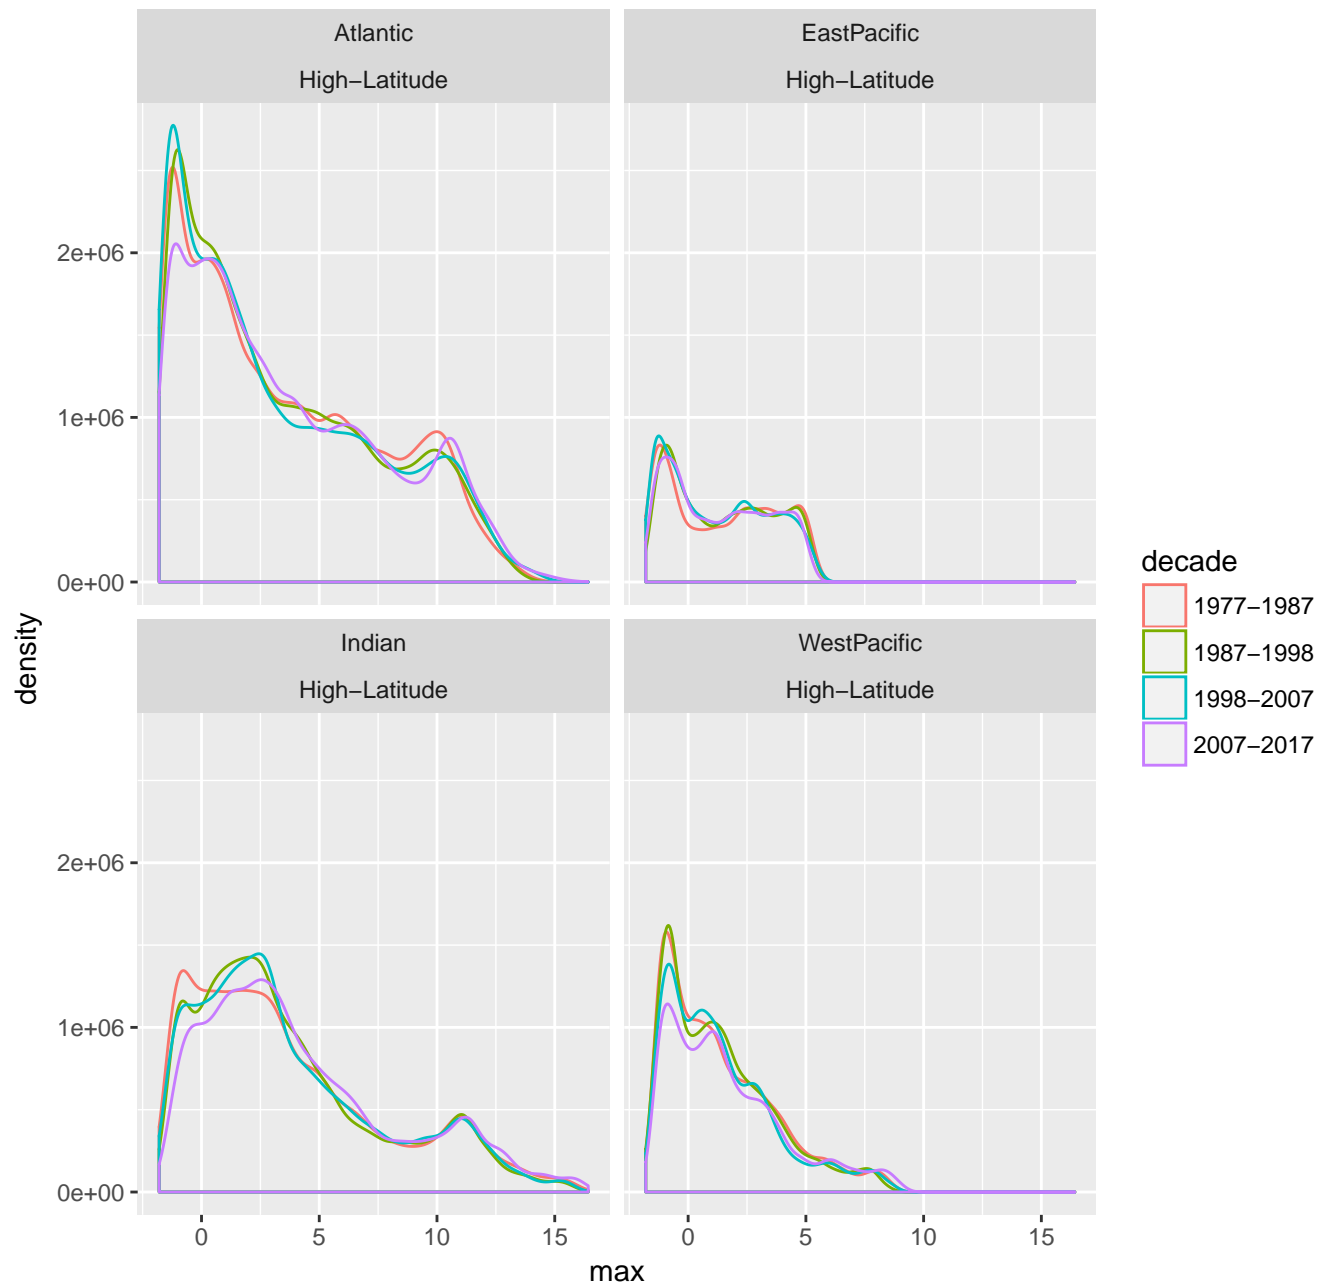 Atlantic
High−Latitude
EastPacific
High−Latitude
2e+06
1e+06
0e+00
Indian
High−Latitude
WestPacific
High−Latitude
2e+06
1e+06
0e+00
0
5
10
15
0
5
10
15
max
density
decade
1977−1987
1987−1998
1998−2007
2007−2017